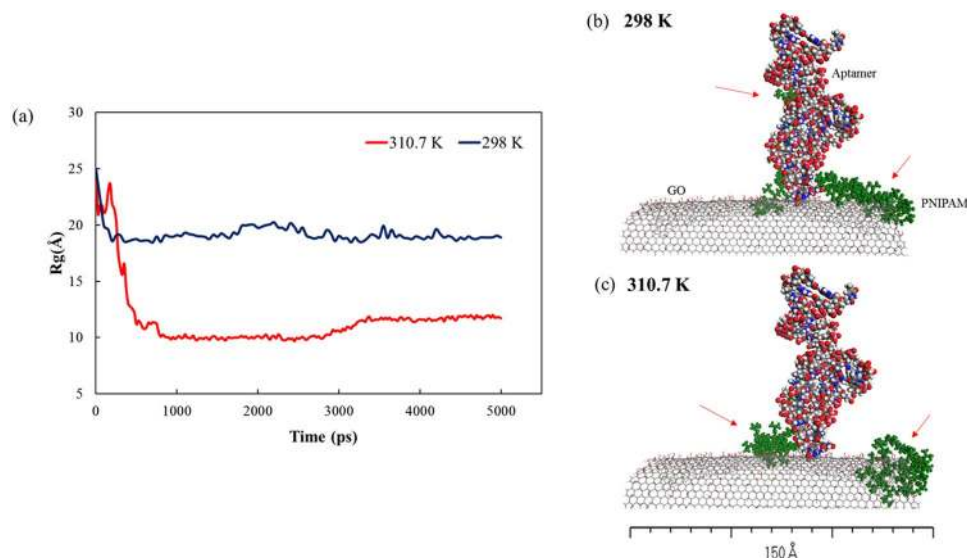 (a)
30
25
20
15
10
5
Rg(Å)
310.7 K 298 K
0 1000 2000 3000 4000 5000
Time (ps)
(b) 298 K
Aptamer
GO
PNIPAM
(c) 310.7 K
150 Å